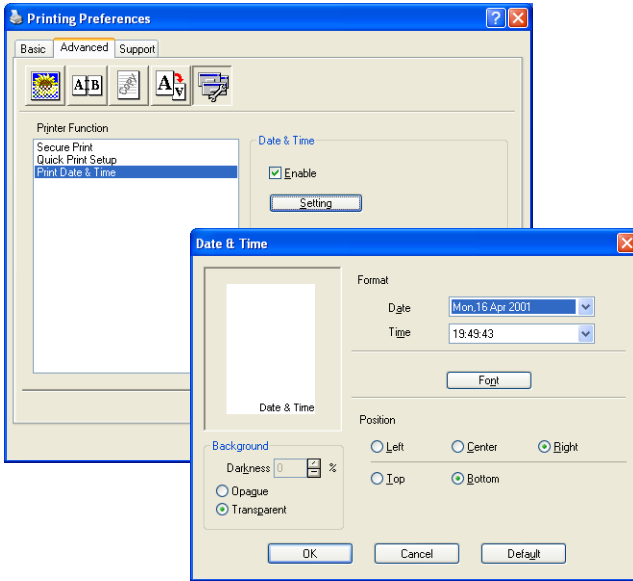 Printing Preferences
Basic Advanced Support
A B A A
Printer Function
Secure Print
Quick Print Setup
Print Date & Time
Date & Time
Enable
Setting
Date & Time
Date & Time
Background
Darkness 0 %
Opague
Transparent
Format
Date Mon,16 Apr 2001
Time 19:49:43
Font
Position
Left Center Right
Top Bottom
OK Cancel Default